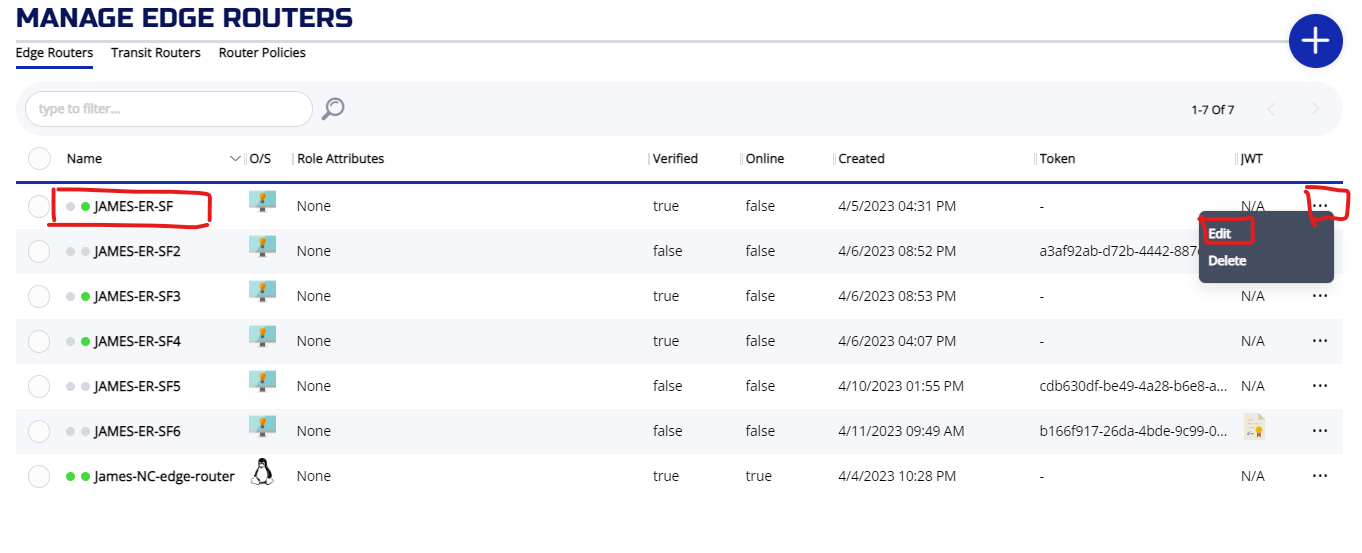 MANAGE EDGE ROUTERS
Edge Routers Transit Routers Router Policies
type to filter...
1-7 Of 7
Name O/S Role Attributes Verified Online Created Token JWT
JAMES-ER-SF None true false 4/5/2023 04:31 PM - N/A ...
Edit
JAMES-ER-SF2 None false false 4/6/2023 08:52 PM a3af92ab-d72b-4442-887
Delete
JAMES-ER-SF3 None true false 4/6/2023 08:53 PM - N/A ...
JAMES-ER-SF4 None true false 4/6/2023 04:07 PM - N/A ...
JAMES-ER-SF5 None false false 4/10/2023 01:55 PM cdb630df-be49-4a28-b6e8-a... N/A ...
JAMES-ER-SF6 None false false 4/11/2023 09:49 AM b166f917-26da-4bde-9c99-0... ...
James-NC-edge-router None true true 4/4/2023 10:28 PM - N/A ...